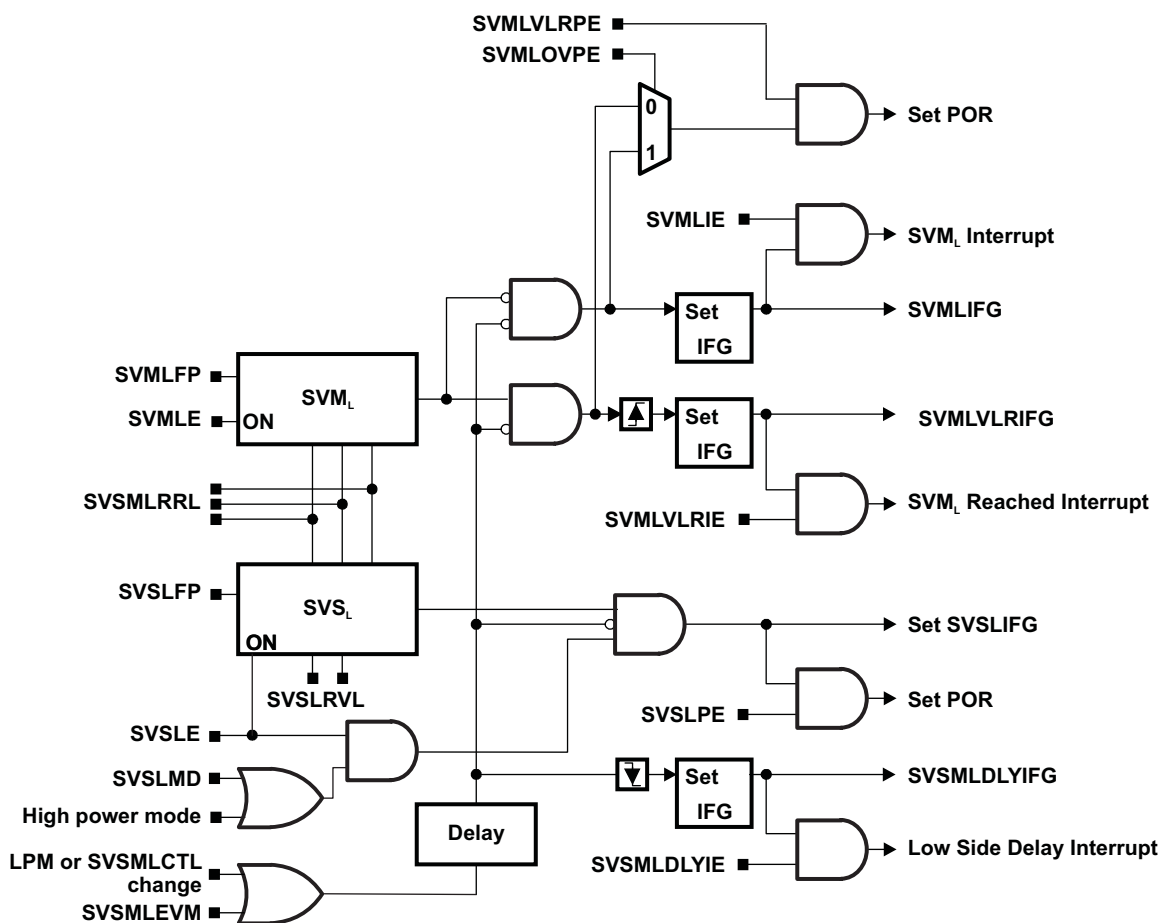 SVMLVLRPE
SVMLOVPE
0
1
Set POR
SVMLIE
SVML Interrupt
Set
IFG
SVMLIFG
SVMLFP
SVMLE
ON
SVML
Set
IFG
SVMLVLRIFG
SVSMLRRL
SVMLVLRIE
SVML Reached Interrupt
SVSLFP
SVSL
ON
Set SVSLIFG
SVSLRVL
SVSLPE
Set POR
SVSLE
SVSLMD
High power mode
Set
IFG
SVSMLDLYIFG
Delay
LPM or SVSMLCTL
change
SVSMLEVM
SVSMLDLYIE
Low Side Delay Interrupt